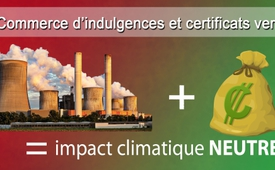 Commerce d’indulgences et certificats ver
+
= impact climatique NEUTRE